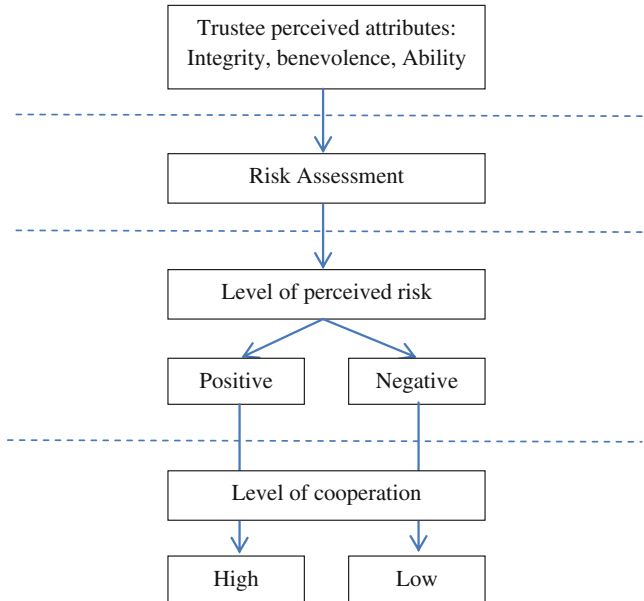 Trustee perceived attributes:
Integrity, benevolence, Ability
Risk Assessment
Level of perceived risk
Positive
Negative
Level of cooperation
High
Low